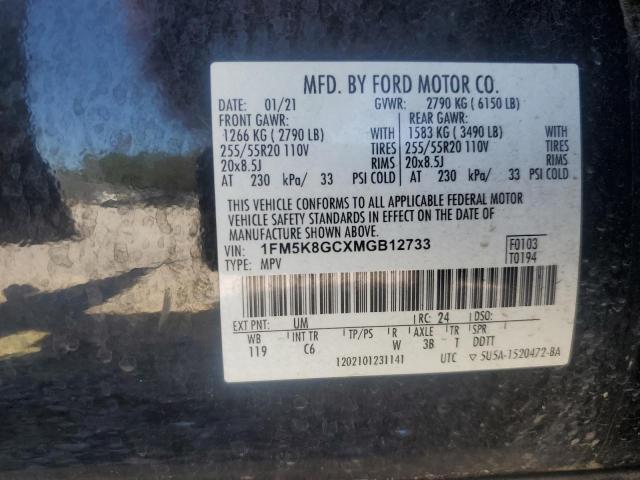 MFD. BY FORD MOTOR CO.
DATE: 01/21 GVWR: 2790 KG ( 6150 LB)
FRONT GAWR: REAR GAWR:
1266 KG ( 2790 LB) WITH 1583 KG ( 3490 LB) WITH
255/55R20 110V TIRES 255/55R20 110V TIRES
20x8.5J RIMS 20x8.5J RIMS
AT 230 kPa/ 33 PSI COLD AT 230 kPa/ 33 PSI COLD
THIS VEHICLE CONFORMS TO ALL APPLICABLE FEDERAL MOTOR
VEHICLE SAFETY STANDARDS IN EFFECT ON THE DATE OF
MANUFACTURE SHOWN ABOVE.
VIN: 1FM5K8GCXMGB12733 F0103
TYPE: MPV T0194
EXT PNT: UM RC: 24 DSO:
WB INT TR TP/PS R AXLE TR SPR
119 C6 W 3B T DDTT
1202101231141 UTC ▽ 5U5A-1520472-BA